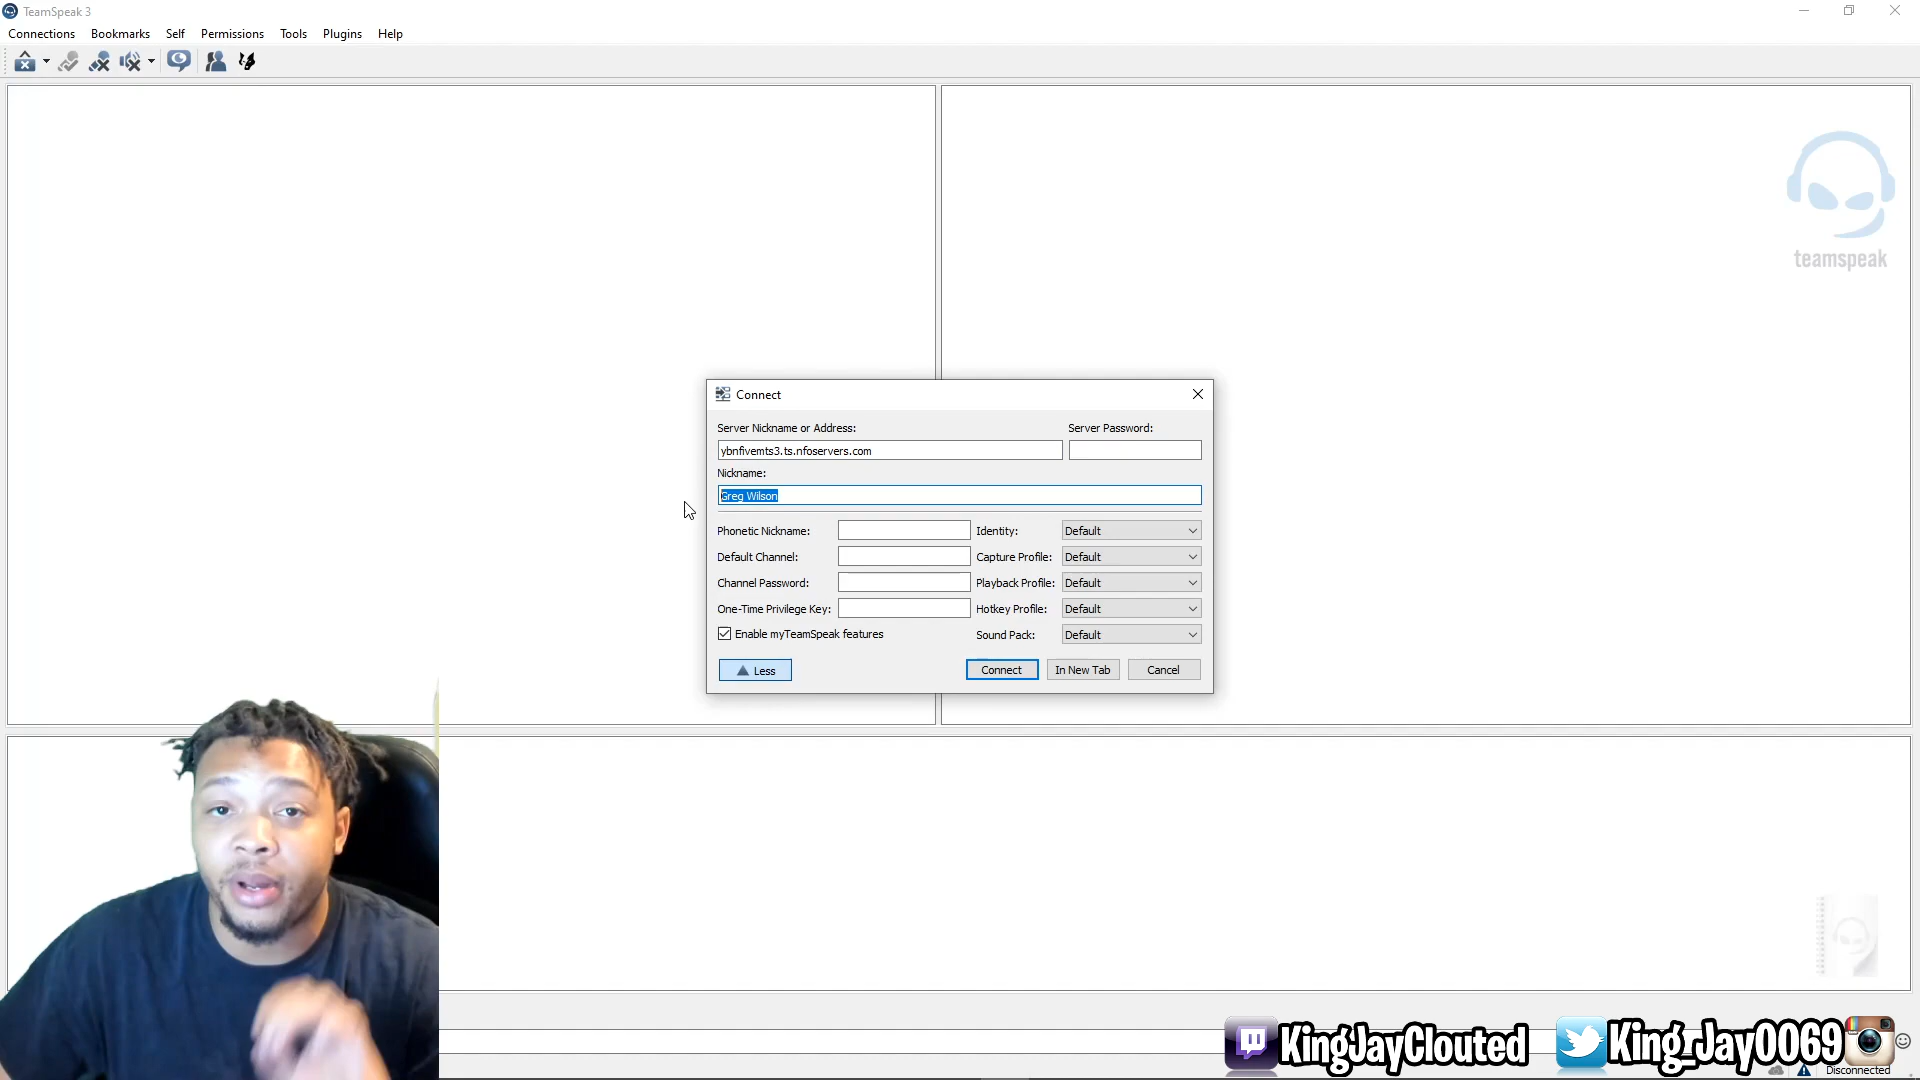 TeamSpeak 3
Connections Bookmarks Self Permissions Tools Plugins Help
teamspeak
Connect
Server Nickname or Address: Server Password:
ybnfivemts3.ts.nfoservers.com
Nickname:
Greg Wilson
Phonetic Nickname: Identity: Default
Default Channel: Capture Profile: Default
Channel Password: Playback Profile: Default
One-Time Privilege Key: Hotkey Profile: Default
Enable myTeamSpeak features Sound Pack: Default
Less Connect In New Tab Cancel
KingJayClouted King_Jay0069
Disconnected